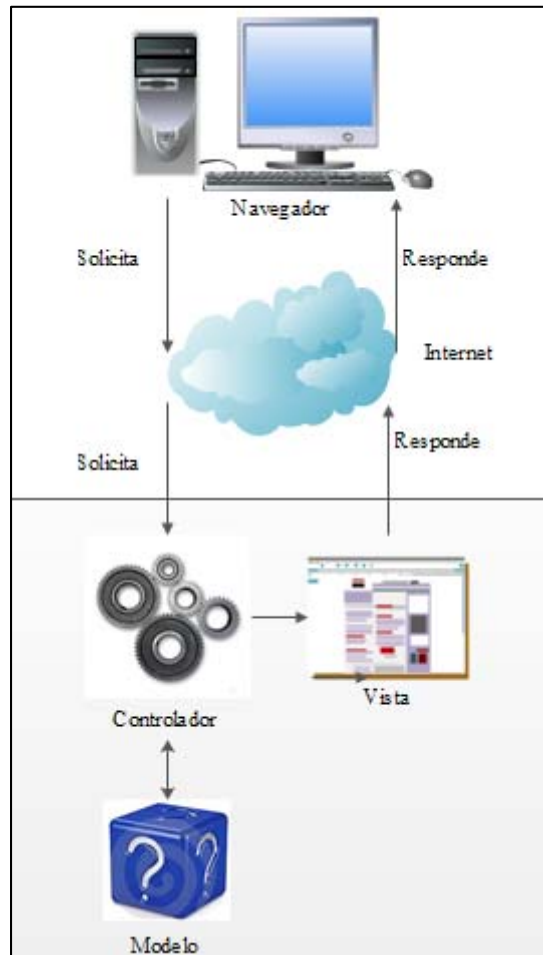 Navegador
Solicita
Responde
Internet
Solicita
Responde
Controlador
Vista
Modelo